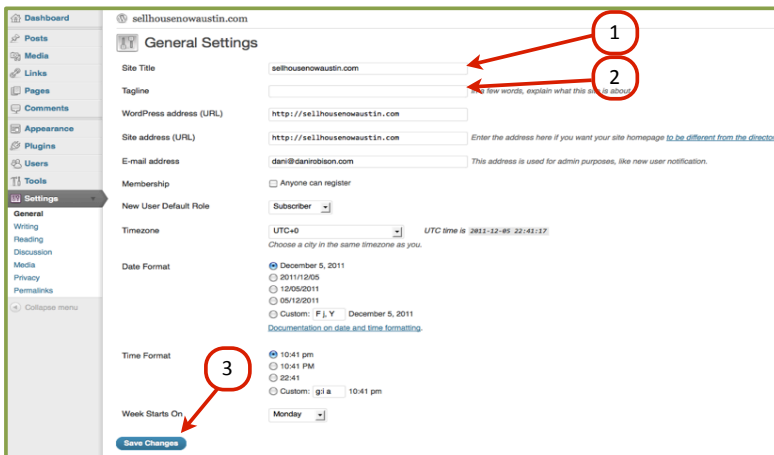 Dashboard
Posts
Media
Links
Pages
Comments
Appearance
Plugins
Users
Tools
Settings
General
Writing
Reading
Discussion
Media
Privacy
Permalinks
Collapse menu
sellhousenowaustin.com
General Settings
1
Site Title sellhousenowaustin.com
2
Tagline In a few words, explain what this site is about.
WordPress address (URL) http://sellhousenowaustin.com
Site address (URL) http://sellhousenowaustin.com Enter the address here if you want your site homepage to be different from the director
E-mail address dani@danirobison.com This address is used for admin purposes, like new user notification.
Membership Anyone can register
New User Default Role Subscriber
Timezone UTC+0 UTC time is 2011-12-05 22:41:17
Choose a city in the same timezone as you.
Date Format December 5, 2011
2011/12/05
12/05/2011
05/12/2011
Custom: F j, Y December 5, 2011
Documentation on date and time formatting.
Time Format 10:41 pm
10:41 PM
22:41
Custom: g:i a 10:41 pm
3
Week Starts On Monday
Save Changes